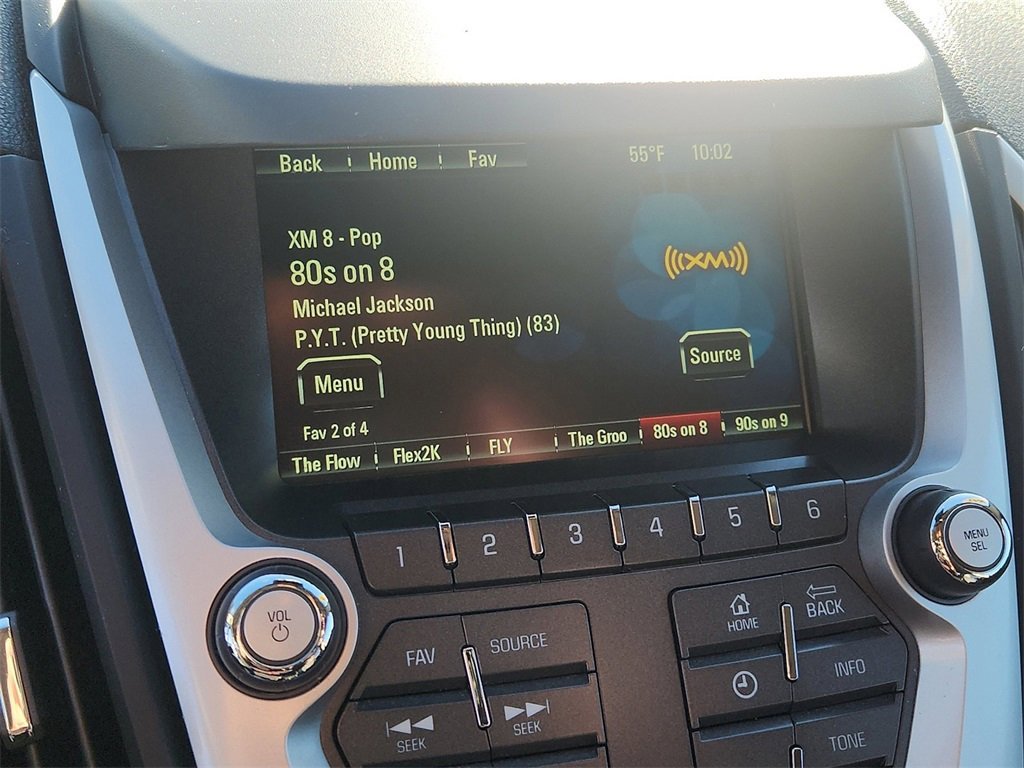 Back Home Fav 55°F 10:02
XM 8 - Pop
80s on 8
Michael Jackson
P.Y.T. (Pretty Young Thing) (83)
((XM))
Menu
Source
Fav 2 of 4
The Flow Flex2K FLY The Groo 80s on 8 90s on 9
1 2 3 4 5 6
VOL
MENU
SEL
FAV SOURCE
HOME BACK
INFO
SEEK SEEK
TONE